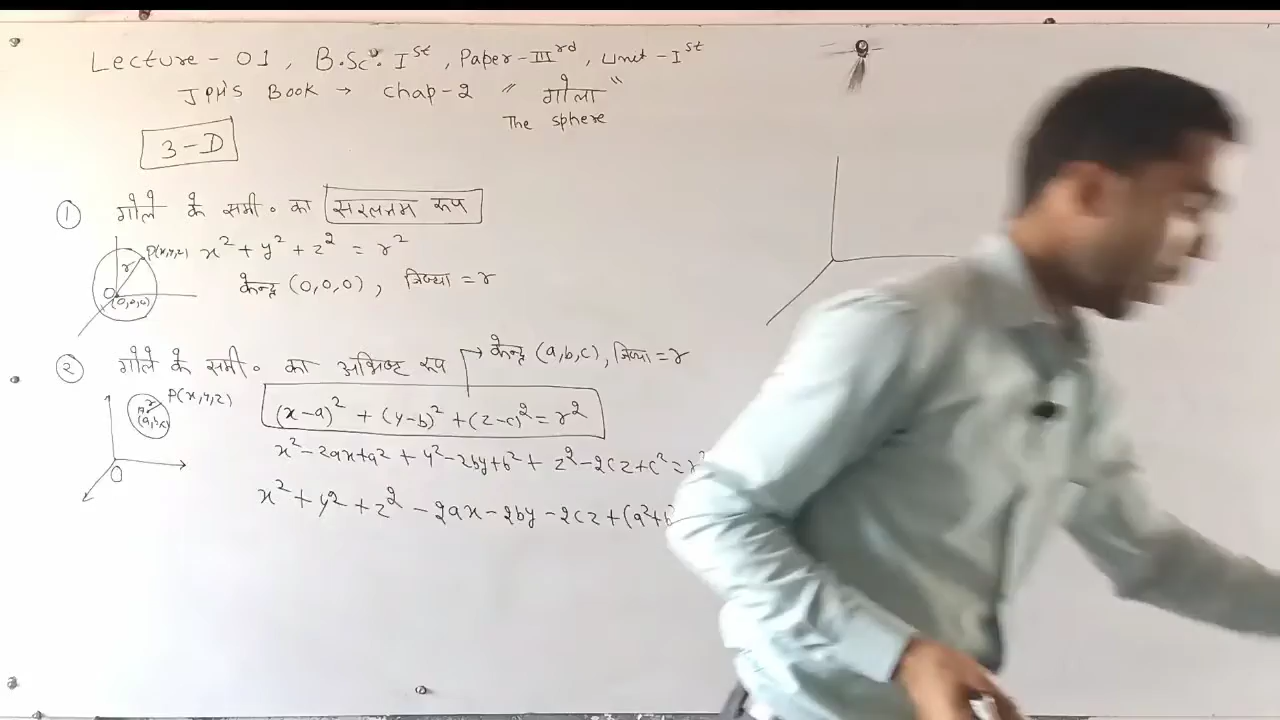 Lecture - 01, B.Sc. Ist, Paper-IIIrd, Unit-Ist
JPH'S Book → chap-2 " गोला "
The sphere
3-D
① गोले के समी० का सरलतम रूप
P(x,y,z) x² + y² + z² = r²
r
केन्द्र (0,0,0), त्रिज्या = r
O
(0,0,0)
② गोले के समी० का अभिष्ट रूप → केन्द्र (a,b,c), त्रिज्या = r
r P(x,y,z)
(a,b,c)
(x-a)² + (y-b)² + (z-c)² = r²
x² - 2ax + a² + y² - 2by + b² + z² - 2cz + c² = r²
O
x² + y² + z² - 2ax - 2by - 2cz + (a² + b